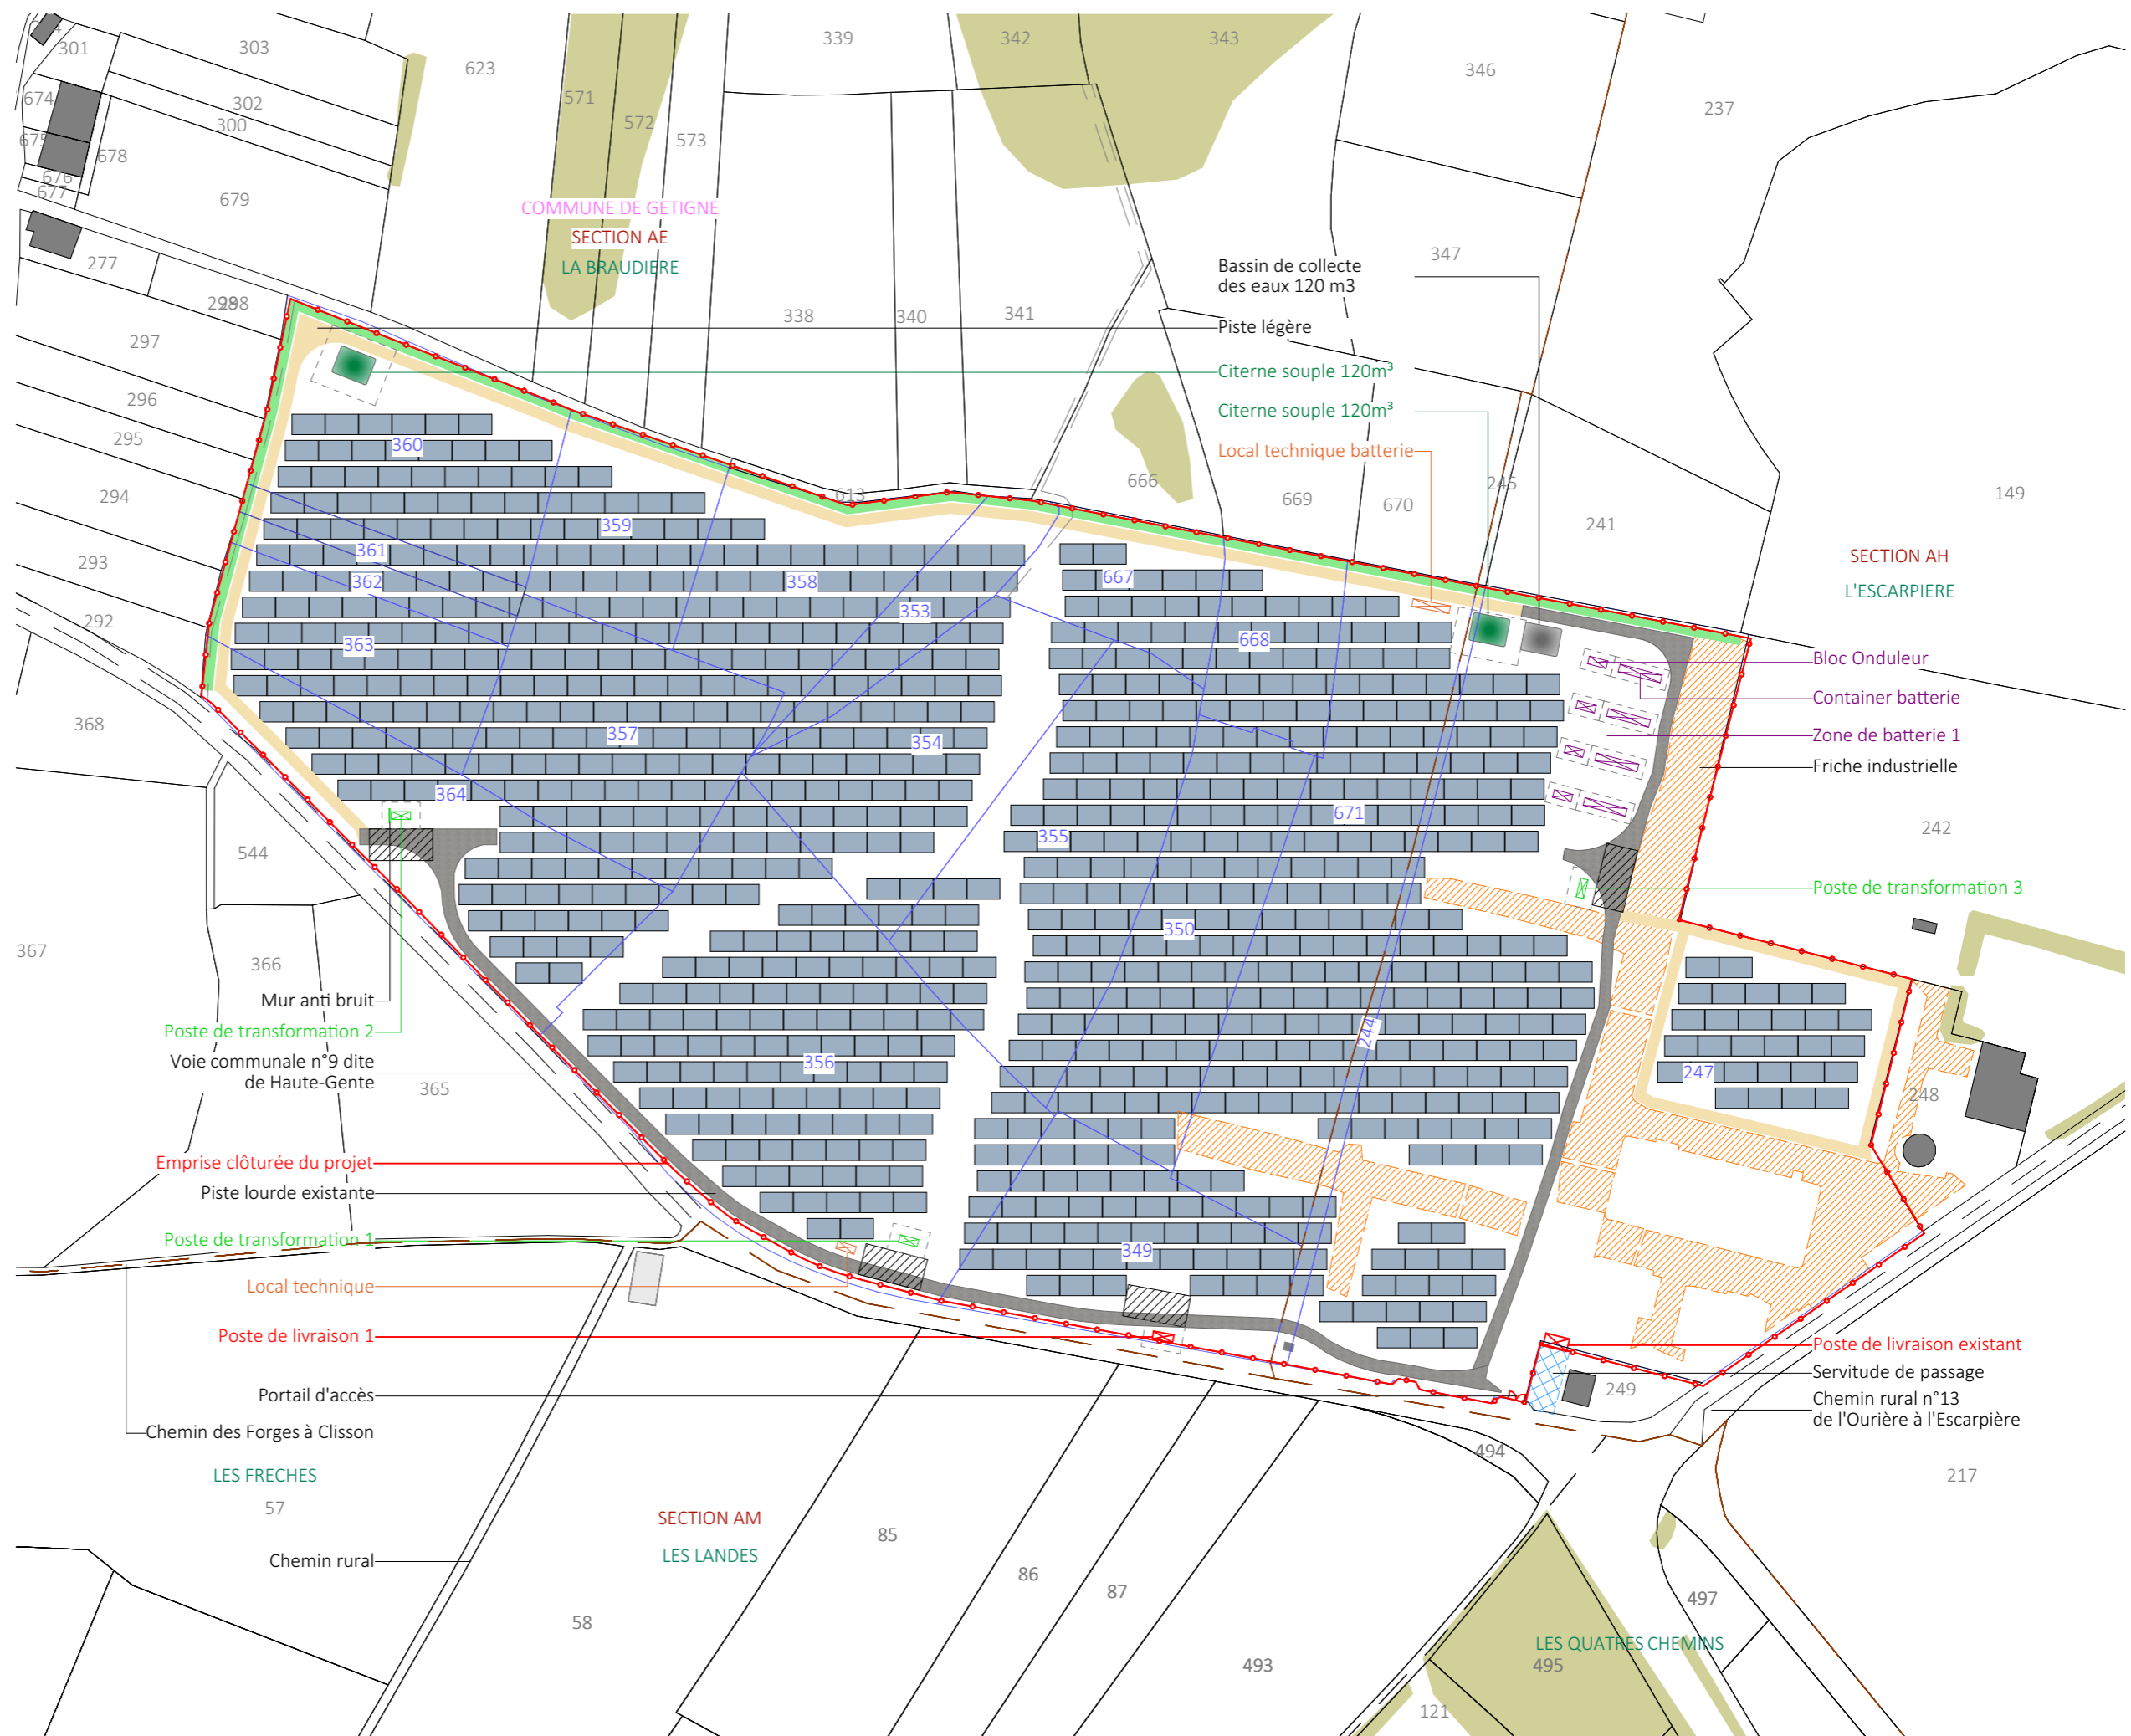 301
303
674
302
300
675
678
676
677
679
277
298
297
296
295
294
293
292
368
544
367
366
365
623
571
572
573
339
342
343
346
237
COMMUNE DE GETIGNE
SECTION AE
LA BRAUDIERE
338
340
341
347
Bassin de collecte
des eaux 120 m3
Piste légère
Citerne souple 120m³
Citerne souple 120m³
Local technique batterie
613
666
669
670
245
241
149
SECTION AH
L'ESCARPIERE
360
359
361
362
358
353
363
357
354
364
667
668
671
355
350
356
244
349
247
Bloc Onduleur
Container batterie
Zone de batterie 1
Friche industrielle
242
Poste de transformation 3
248
Mur anti bruit
Poste de transformation 2
Voie communale n°9 dite
de Haute-Gente
Emprise clôturée du projet
Piste lourde existante
Poste de transformation 1
Local technique
Poste de livraison 1
Portail d'accès
Chemin des Forges à Clisson
LES FRECHES
57
Chemin rural
58
SECTION AM
LES LANDES
85
86
87
493
494
249
Poste de livraison existant
Servitude de passage
Chemin rural n°13
de l'Ourière à l'Escarpière
217
497
LES QUATRES CHEMINS
495
121